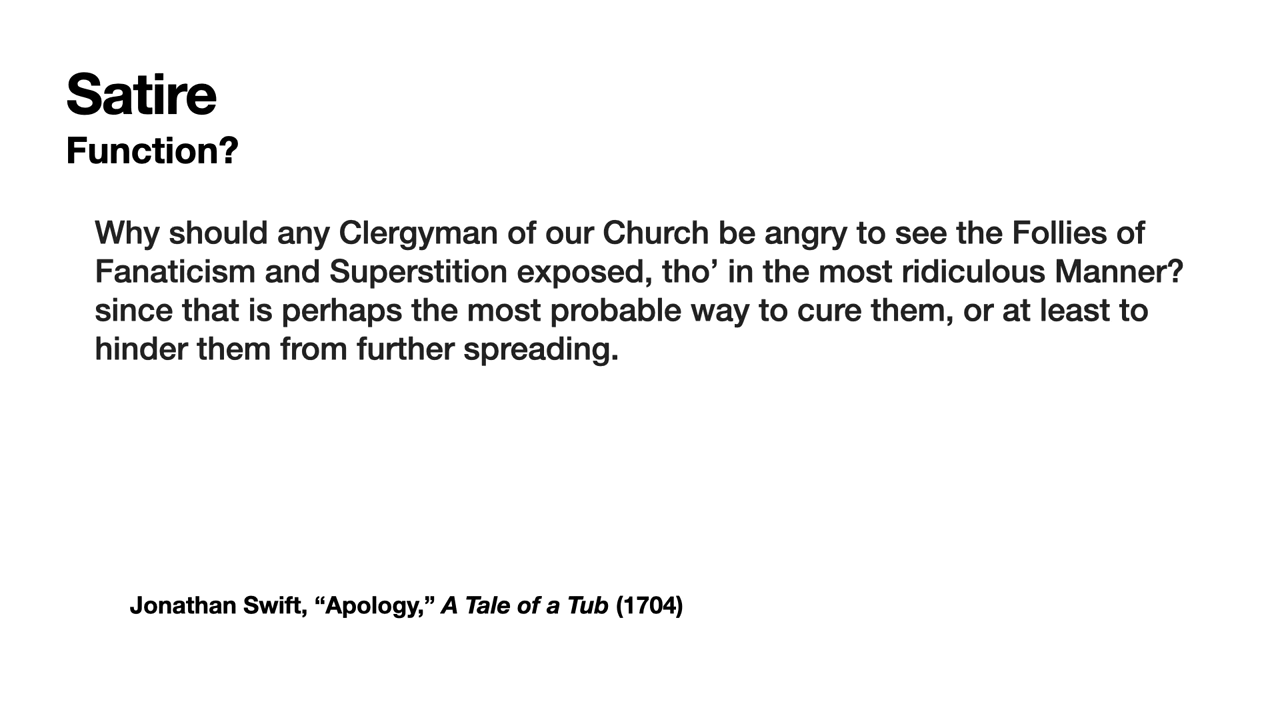 Satire
Function?
Why should any Clergyman of our Church be angry to see the Follies of
Fanaticism and Superstition exposed, tho’ in the most ridiculous Manner?
since that is perhaps the most probable way to cure them, or at least to
hinder them from further spreading.
Jonathan Swift, “Apology,” A Tale of a Tub (1704)